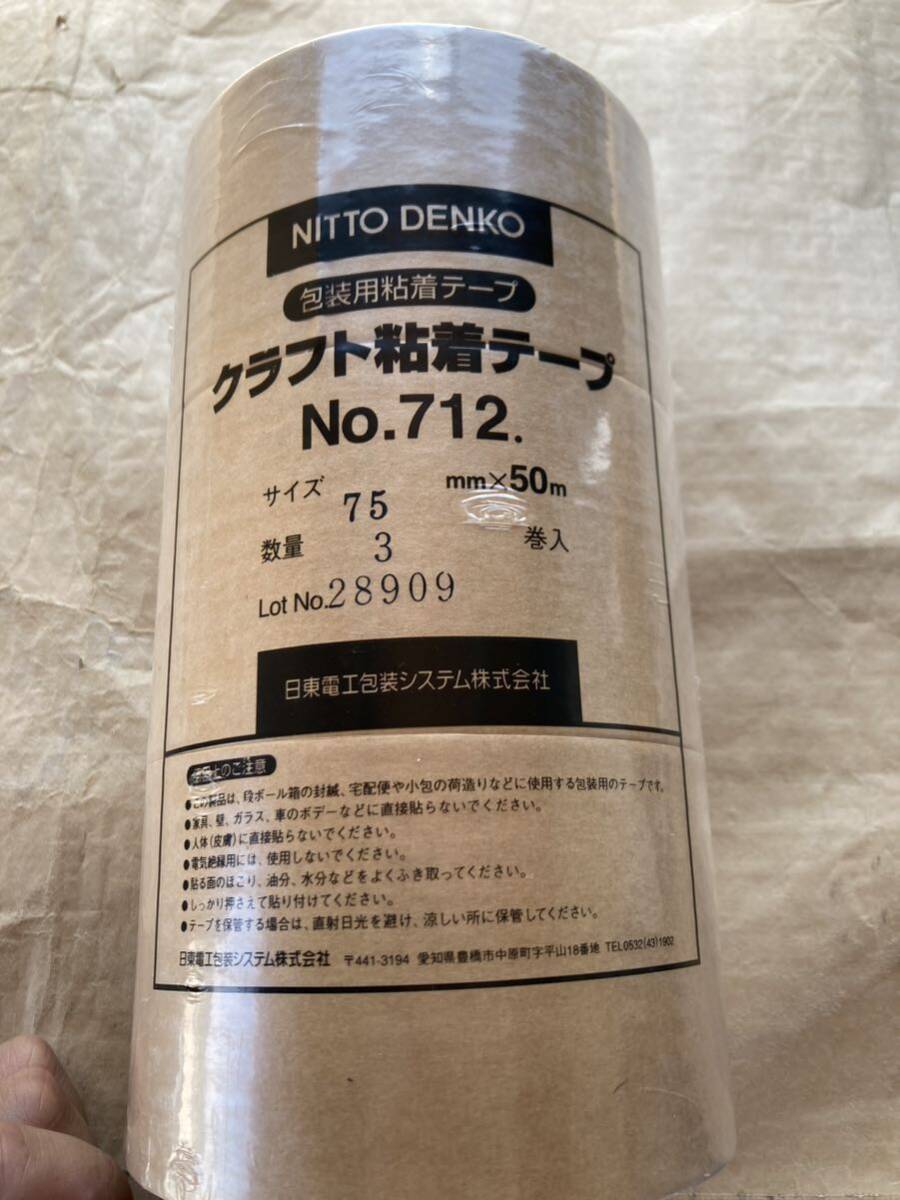 NITTO DENKO
包装用粘着テープ
クラフト粘着テープ
No.712.
サイズ 75 mm×50m
数量 3 巻入
Lot No.28909
日東電工包装システム株式会社
使用上のご注意
●この製品は、段ボール箱の封緘、宅配便や小包の荷造りなどに使用する包装用のテープです。
●家具、壁、ガラス、車のボデーなどに直接貼らないでください。
●人体(皮膚)に直接貼らないでください。
●電気絶縁用には、使用しないでください。
●貼る面のほこり、油分、水分などをよくふき取ってください。
●しっかり押さえて貼り付けてください。
●テープを保管する場合は、直射日光を避け、涼しい所に保管してください。
日東電工包装システム株式会社 〒441-3194 愛知県豊橋市中原町字平山18番地 TEL0532(43)1902